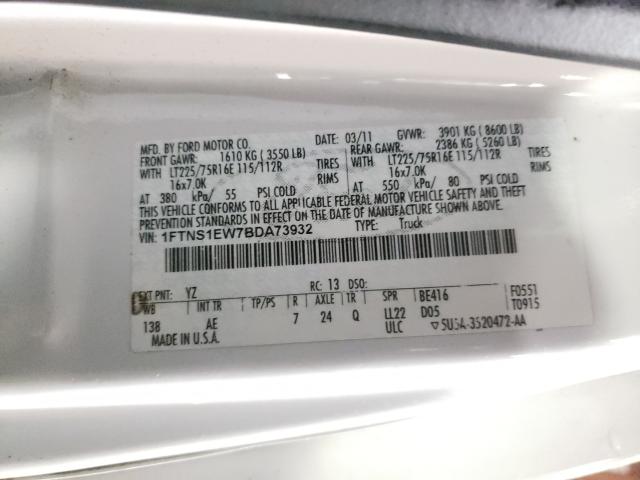 MFD. BY FORD MOTOR CO. DATE: 03/11 GVWR: 3901 KG ( 8600 LB)
FRONT GAWR: 1610 KG ( 3550 LB) REAR GAWR: 2386 KG ( 5260 LB)
WITH LT225/75R16E 115/112R TIRES WITH LT225/75R16E 115/112R TIRES
16x7.0K RIMS 16x7.0K RIMS
AT 380 kPa/ 55 PSI COLD AT 550 kPa/ 80 PSI COLD
THIS VEHICLE CONFORMS TO ALL APPLICABLE FEDERAL MOTOR VEHICLE SAFETY AND THEFT
PREVENTION STANDARDS IN EFFECT ON THE DATE OF MANUFACTURE SHOWN ABOVE.
VIN: 1FTNS1EW7BDA73932 TYPE: Truck
EXT PNT: YZ RC: 13 DSO:
WB INT TR TP/PS R AXLE TR SPR BE416 F0551
138 AE 7 24 Q LL22 D05 T0915
MADE IN U.S.A. ULC ▽5U5A-3520472-AA